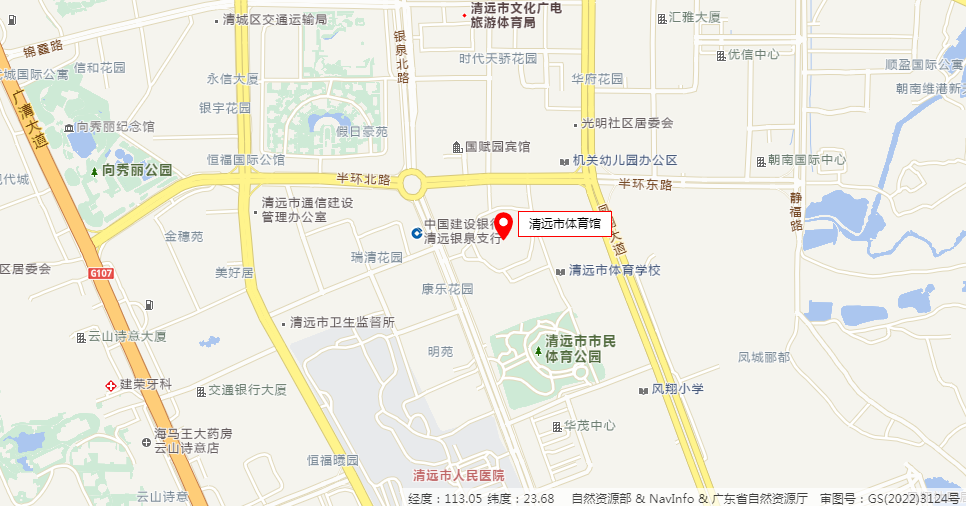 清城区交通运输局
清远市文化广电
旅游体育局
汇雅大厦
锦鑫路
银泉北路
信和花园
时代天骄花园
优信中心
城国际公寓
永信大厦
华府花园
顺盈国际公寓
朝南维港新
广清大道
银宇花园
向秀丽纪念馆
假日豪苑
光明社区居委会
国赋园宾馆
恒福国际公馆
机关幼儿园办公区
朝南国际中心
向秀丽公园
现代城
半环北路
半环东路
静福路
清远市通信建设
管理办公室
中国建设银行
清远银泉支行
清远市体育馆
大道
金穗苑
瑞清花园
区居委会
G107
美好居
清远市体育学校
康乐花园
清远市卫生监督所
云山诗意大厦
清远市市民
体育公园
明苑
凤城郦都
建荣牙科
交通银行大厦
风翔小学
华茂中心
海马王大药房
云山诗意店
恒福暖园
清远市人民医院
云山诗意
经度：113.05 纬度：23.68 自然资源部 & NavInfo & 广东省自然资源厅 审图号：GS(2022)3124号